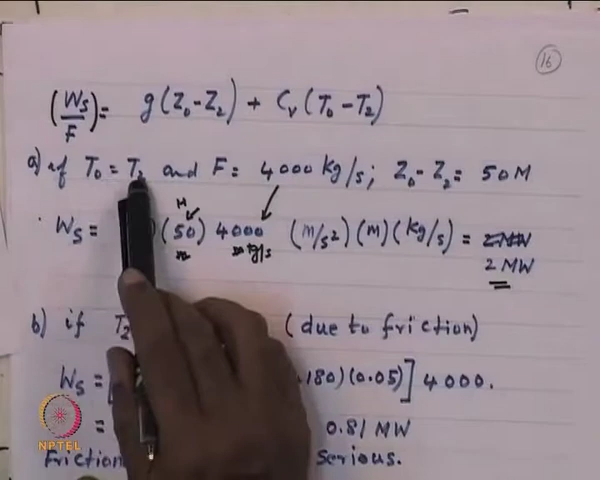 16
(Ws/F) = g(Z0-Z2) + Cv(T0-T2)
a) if T0 = T2 and F = 4000 kg/s; Z0-Z2 = 50M
M
Ws = ) (50) 4000 (m/s²)(m)(kg/s) = 2MW
kg/s 2 MW
b) if T2 (due to friction)
Ws = [ .180)(0.05)] 4000.
= 0.81 MW
Friction Serious.
NPTEL